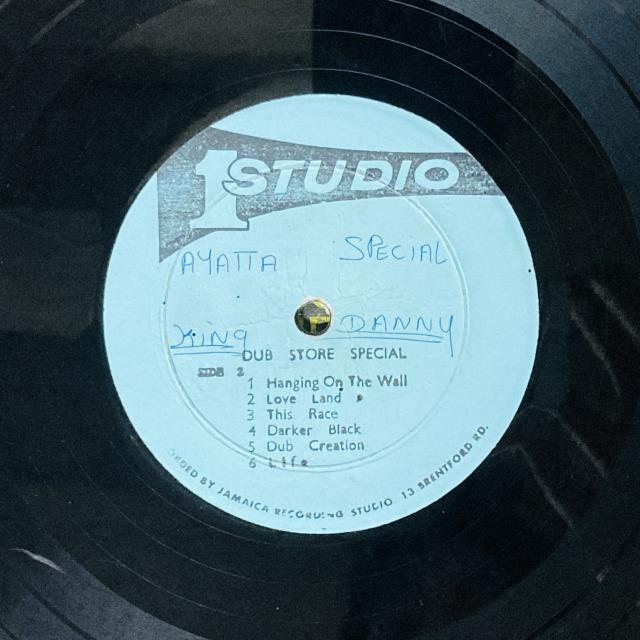 1 STUDIO
AYATTA SPECIAL
KING DANNY
DUB STORE SPECIAL
SIDE 2
1 Hanging On The Wall
2 Love Land
3 This Race
4 Darker Black
5 Dub Creation
6 Life
BY JAMAICA RECORDING STUDIO 13 BRENTFORD RD.